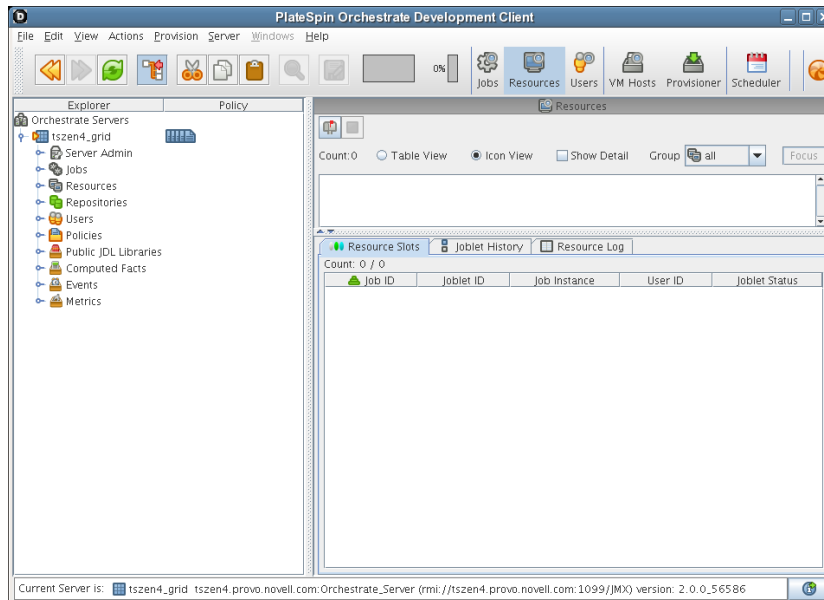 PlateSpin Orchestrate Development Client
File Edit View Actions Provision Server Windows Help
0% Jobs Resources Users VM Hosts Provisioner Scheduler
Explorer Policy
Orchestrate Servers
tszen4_grid
Server Admin
Jobs
Resources
Repositories
Users
Policies
Public JDL Libraries
Computed Facts
Events
Metrics
Resources
Count:0 Table View Icon View Show Detail Group all Focus
Resource Slots Joblet History Resource Log
Count: 0 / 0
Job ID Joblet ID Job Instance User ID Joblet Status
Current Server is: tszen4_grid tszen4.provo.novell.com:Orchestrate_Server (rmi://tszen4.provo.novell.com:1099/JMX) version: 2.0.0_56586